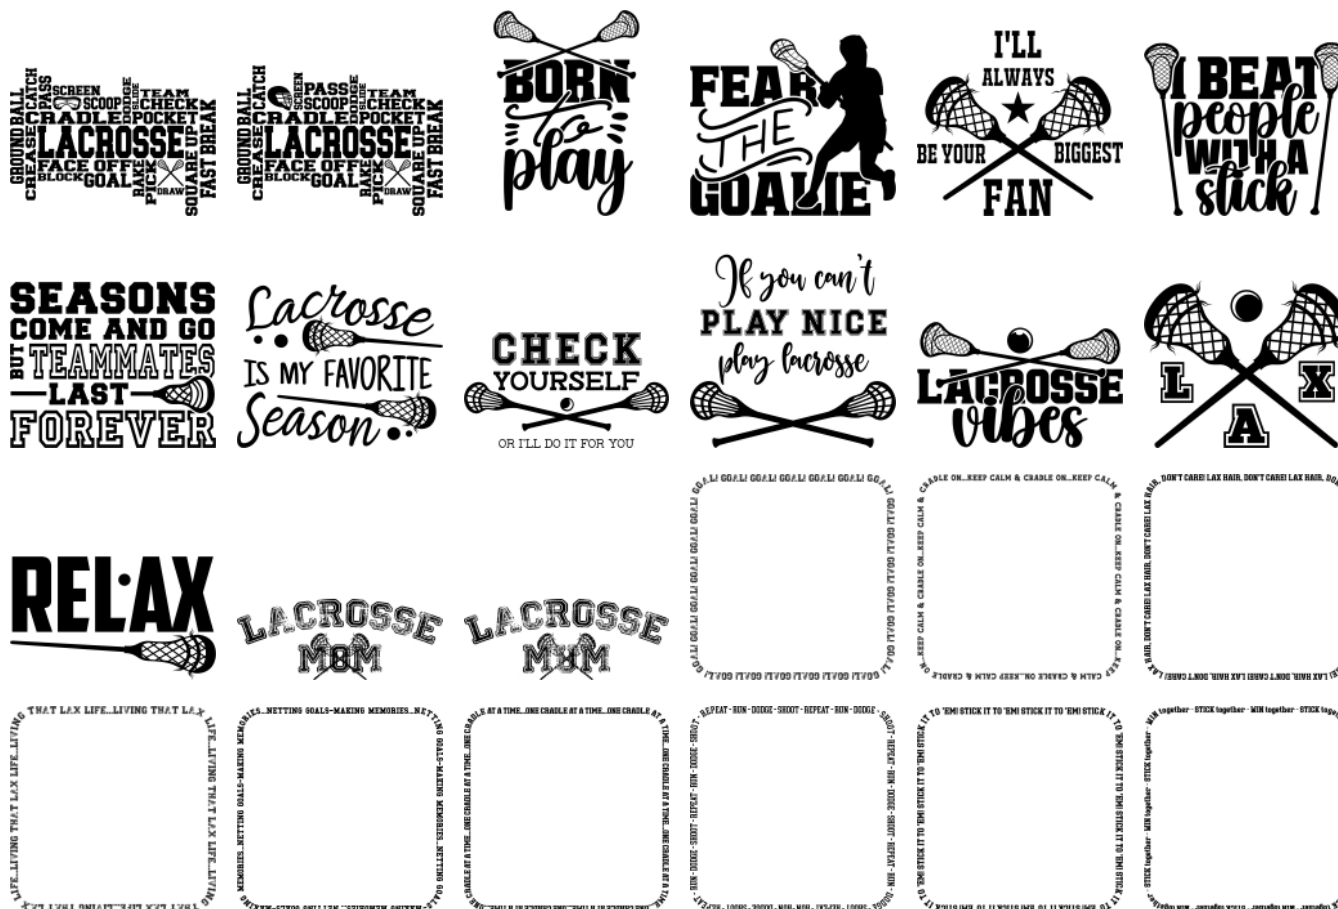 GROUND BALL
CREASE
CATCH
PASS
SCREEN
SCOOP
DODGE
SLIDE
TEAM
CHECK
CRADLE
POCKET
LACROSSE
FACE OFF
BLOCK
GOAL
RAKE
PICK
DRAW
SQUARE UP
FAST BREAK
GROUND BALL
CREASE
CATCH
SCREEN
PASS
SCOOP
DODGE
SLIDE
TEAM
CHECK
CRADLE
POCKET
LACROSSE
FACE OFF
BLOCK
GOAL
RAKE
PICK
DRAW
SQUARE UP
FAST BREAK
BORN
to
play
FEAR
THE
GOALIE
I'LL
ALWAYS
BE YOUR
BIGGEST
FAN
I BEAT
people
WITH A
stick
SEASONS
COME AND GO
BUT TEAMMATES
LAST
FOREVER
Lacrosse
IS MY FAVORITE
Season
CHECK
YOURSELF
OR I'LL DO IT FOR YOU
If you can't
PLAY NICE
play lacrosse
LACROSSE
vibes
L
A
X
RELAX
LACROSSE
MOM
LACROSSE
MOM
GOAL! GOAL! GOAL! GOAL! GOAL! GOAL!
CRADLE ON...KEEP CALM & CRADLE ON...KEEP CALM &
LAX HAIR, DON'T CARE! LAX HAIR, DON'T CARE! LAX HAIR,
THAT LAX LIFE...LIVING THAT LAX LIFE...LIVING
MEMORIES...NETTING GOALS-MAKING MEMORIES...NETTING GOALS-MAKING
CRADLE AT A TIME...ONE CRADLE AT A TIME...ONE CRADLE AT A TIME...
REPEAT - RUN - DODGE - SHOOT - REPEAT - RUN - DODGE - SHOOT
STICK IT TO 'EM! STICK IT TO 'EM! STICK IT TO 'EM!
WIN together - STICK together - WIN together - STICK